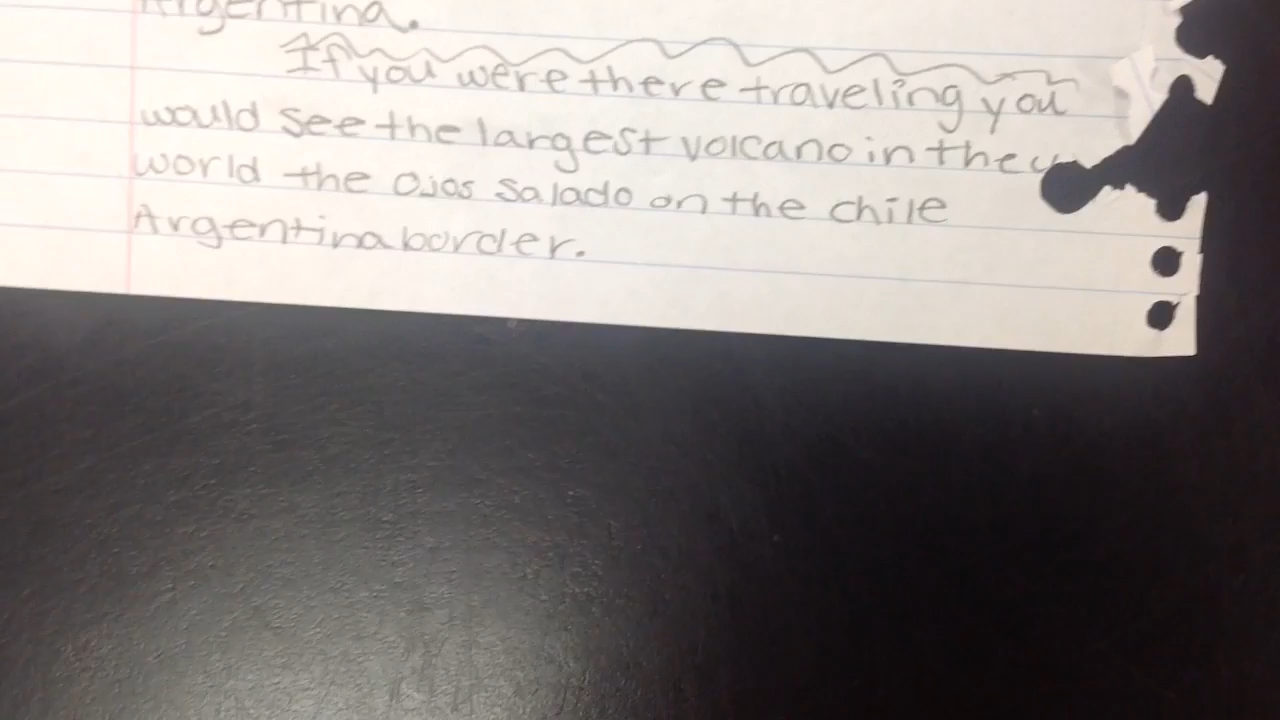 Argentina.
If you were there traveling you
would see the largest volcano in the
world the Ojos Salado on the chile
Argentina border.